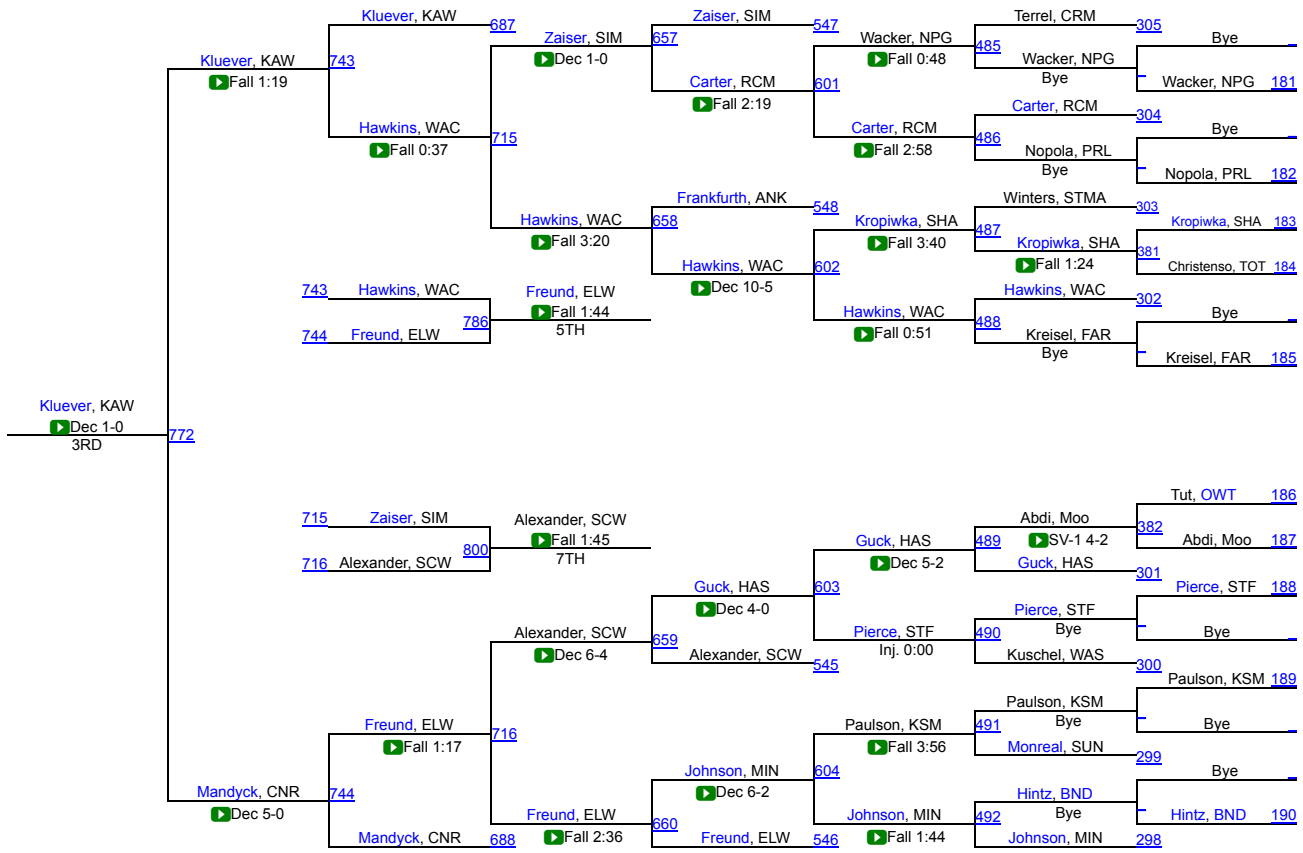 Kluever, KAW
687
Zaiser, SIM
547
Terrel, CRM
305
Bye
Zaiser, SIM
657
Wacker, NPG
485
Dec 1-0
Fall 0:48
Kluever, KAW
743
Wacker, NPG
Bye
Wacker, NPG
181
Fall 1:19
Carter, RCM
601
Fall 2:19
Carter, RCM
304
Hawkins, WAC
715
Carter, RCM
486
Bye
Fall 0:37
Fall 2:58
Nopola, PRL
Bye
Nopola, PRL
182
Frankfurth, ANK
548
Winters, STMA
303
Hawkins, WAC
658
Kropiwka, SHA
487
Kropiwka, SHA
183
Fall 3:20
Fall 3:40
Kropiwka, SHA
381
Fall 1:24
Hawkins, WAC
602
Christenso, TOT
184
Dec 10-5
743
Hawkins, WAC
Freund, ELW
Hawkins, WAC
302
786
Fall 1:44
5TH
Hawkins, WAC
488
Bye
744
Freund, ELW
Fall 0:51
Kreisel, FAR
Bye
Kreisel, FAR
185
Kluever, KAW
Dec 1-0
772
3RD
Tut, OWT
186
715
Zaiser, SIM
Alexander, SCW
Abdi, Moo
382
800
Fall 1:45
7TH
Guck, HAS
489
SV-1 4-2
Abdi, Moo
187
716
Alexander, SCW
Dec 5-2
Guck, HAS
301
Guck, HAS
603
Pierce, STF
188
Dec 4-0
Pierce, STF
Bye
Alexander, SCW
659
Pierce, STF
490
Bye
Dec 6-4
Inj. 0:00
Alexander, SCW
545
Kuschel, WAS
300
Paulson, KSM
189
Paulson, KSM
Bye
Freund, ELW
716
Paulson, KSM
491
Bye
Fall 1:17
Fall 3:56
Monreal, SUN
299
Johnson, MIN
604
Bye
Dec 6-2
Mandyck, CNR
744
Hintz, BND
Bye
Dec 5-0
Freund, ELW
660
Johnson, MIN
492
Hintz, BND
190
Fall 2:36
Fall 1:44
Mandyck, CNR
688
Freund, ELW
546
Johnson, MIN
298